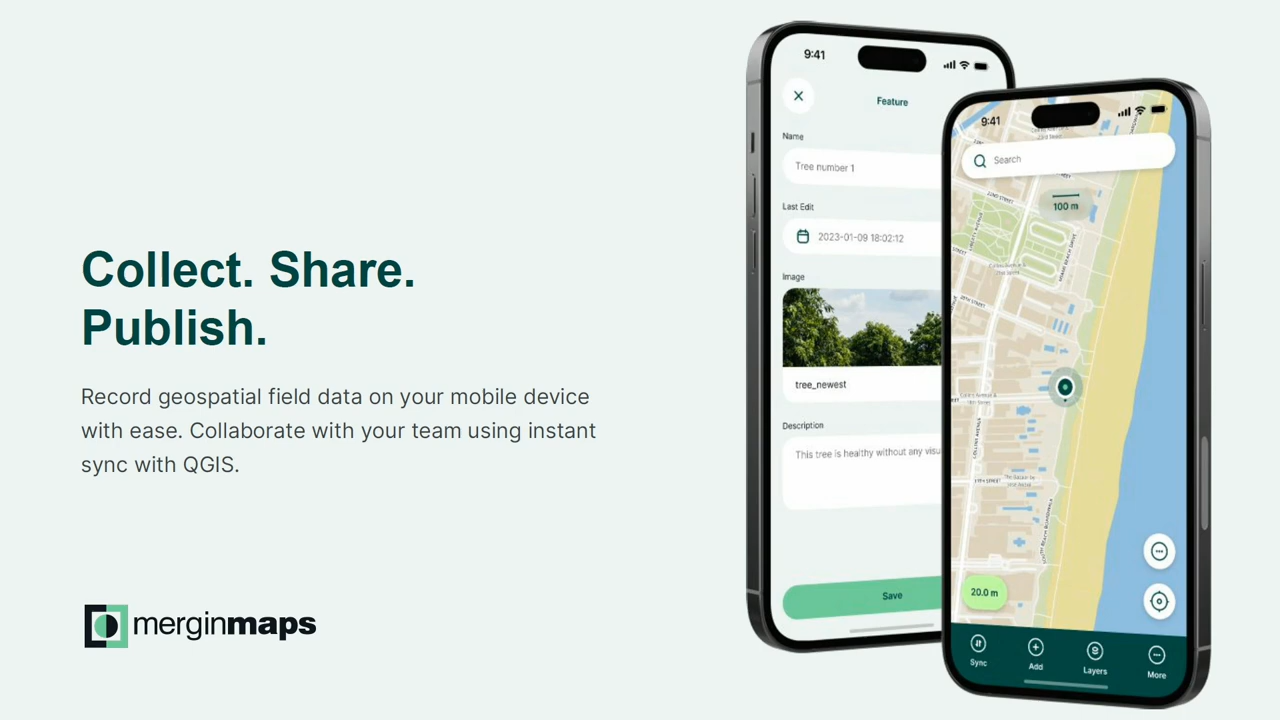 Collect. Share.
Publish.
Record geospatial field data on your mobile device
with ease. Collaborate with your team using instant
sync with QGIS.
merginmaps
9:41
Feature
Name
Tree number 1
Last Edit
2023-01-09 18:02:12
Image
tree_newest
Description
This tree is healthy without any visu
Save
9:41
Search
100 m
20.0 m
Sync
Add
Layers
More